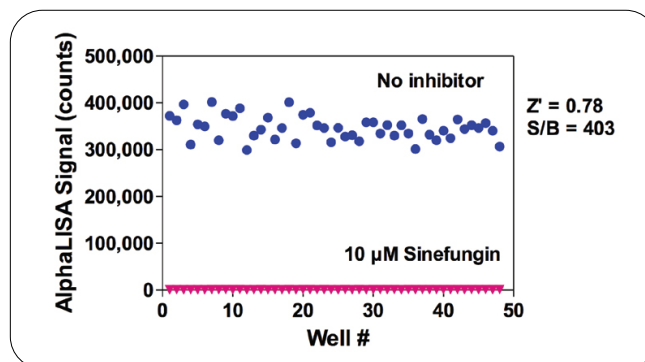 500,000
400,000
300,000
200,000
100,000
0
AlphaLISA Signal (counts)
No inhibitor
10 µM Sinefungin
0 10 20 30 40 50
Well #
Z' = 0.78
S/B = 403